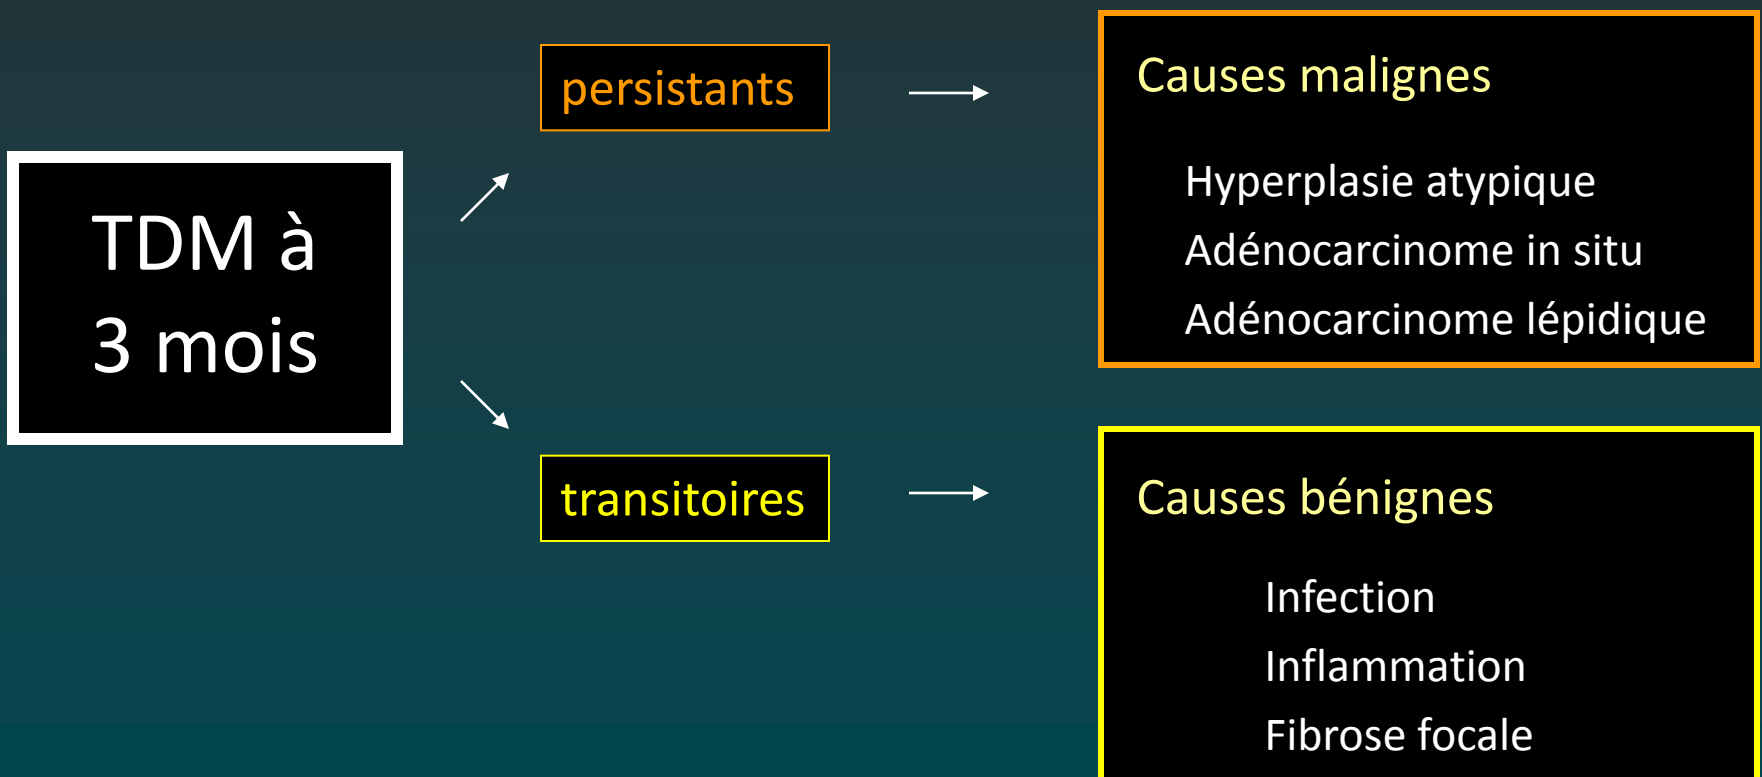 TDM à
3 mois
persistants
Causes malignes
Hyperplasie atypique
Adénocarcinome in situ
Adénocarcinome lépidique
transitoires
Causes bénignes
Infection
Inflammation
Fibrose focale